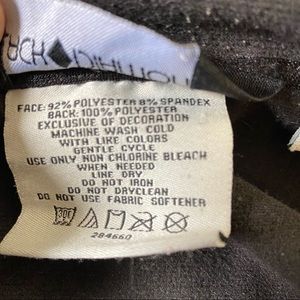 FACE: 92% POLYESTER 8% SPANDEX
BACK: 100% POLYESTER
EXCLUSIVE OF DECORATION
MACHINE WASH COLD
WITH LIKE COLORS
GENTLE CYCLE
USE ONLY NON CHLORINE BLEACH
WHEN NEEDED
LINE DRY
DO NOT IRON
DO NOT DRYCLEAN
DO NOT USE FABRIC SOFTENER
284660